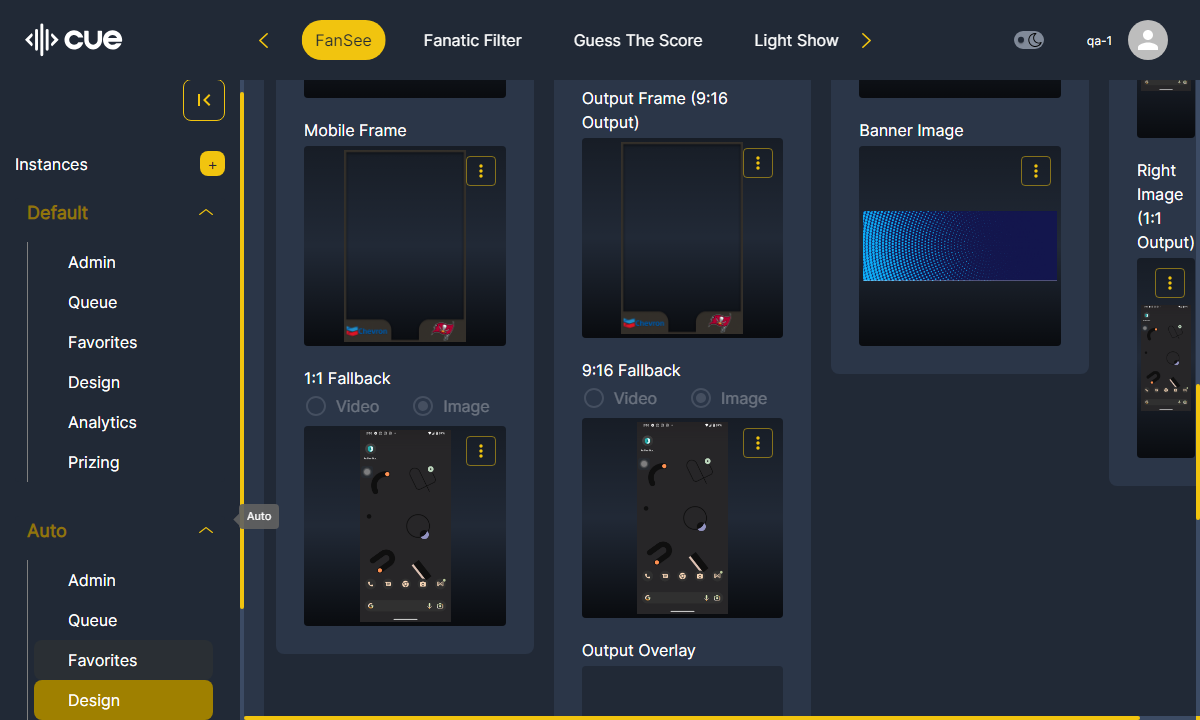 cue
FanSee
Fanatic Filter
Guess The Score
Light Show
qa-1
Instances
+
Default
Admin
Queue
Favorites
Design
Analytics
Prizing
Auto
Admin
Queue
Favorites
Design
Auto
Mobile Frame
1:1 Fallback
Video
Image
Output Frame (9:16
Output)
9:16 Fallback
Video
Image
Output Overlay
Banner Image
Right
Image
(1:1
Output)